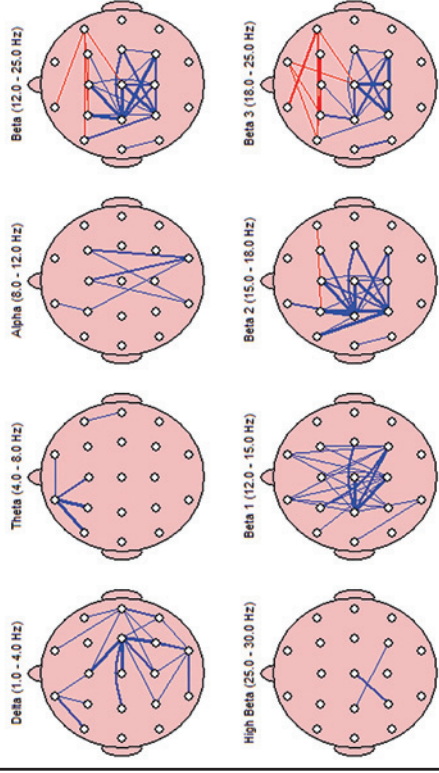 Delta (1.0 - 4.0 Hz)
Theta (4.0 - 8.0 Hz)
Alpha (8.0 - 12.0 Hz)
Beta (12.0 - 25.0 Hz)
High Beta (25.0 - 30.0 Hz)
Beta 1 (12.0 - 15.0 Hz)
Beta 2 (15.0 - 18.0 Hz)
Beta 3 (18.0 - 25.0 Hz)